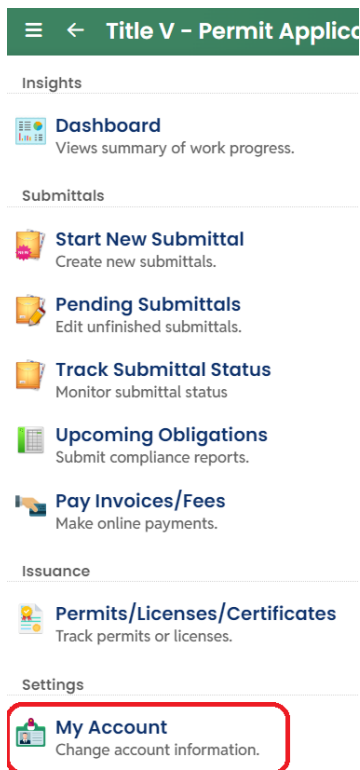 Title V - Permit Applic
Insights
Dashboard
Views summary of work progress.
Submittals
Start New Submittal
Create new submittals.
Pending Submittals
Edit unfinished submittals.
Track Submittal Status
Monitor submittal status
Upcoming Obligations
Submit compliance reports.
Pay Invoices/Fees
Make online payments.
Issuance
Permits/Licenses/Certificates
Track permits or licenses.
Settings
My Account
Change account information.